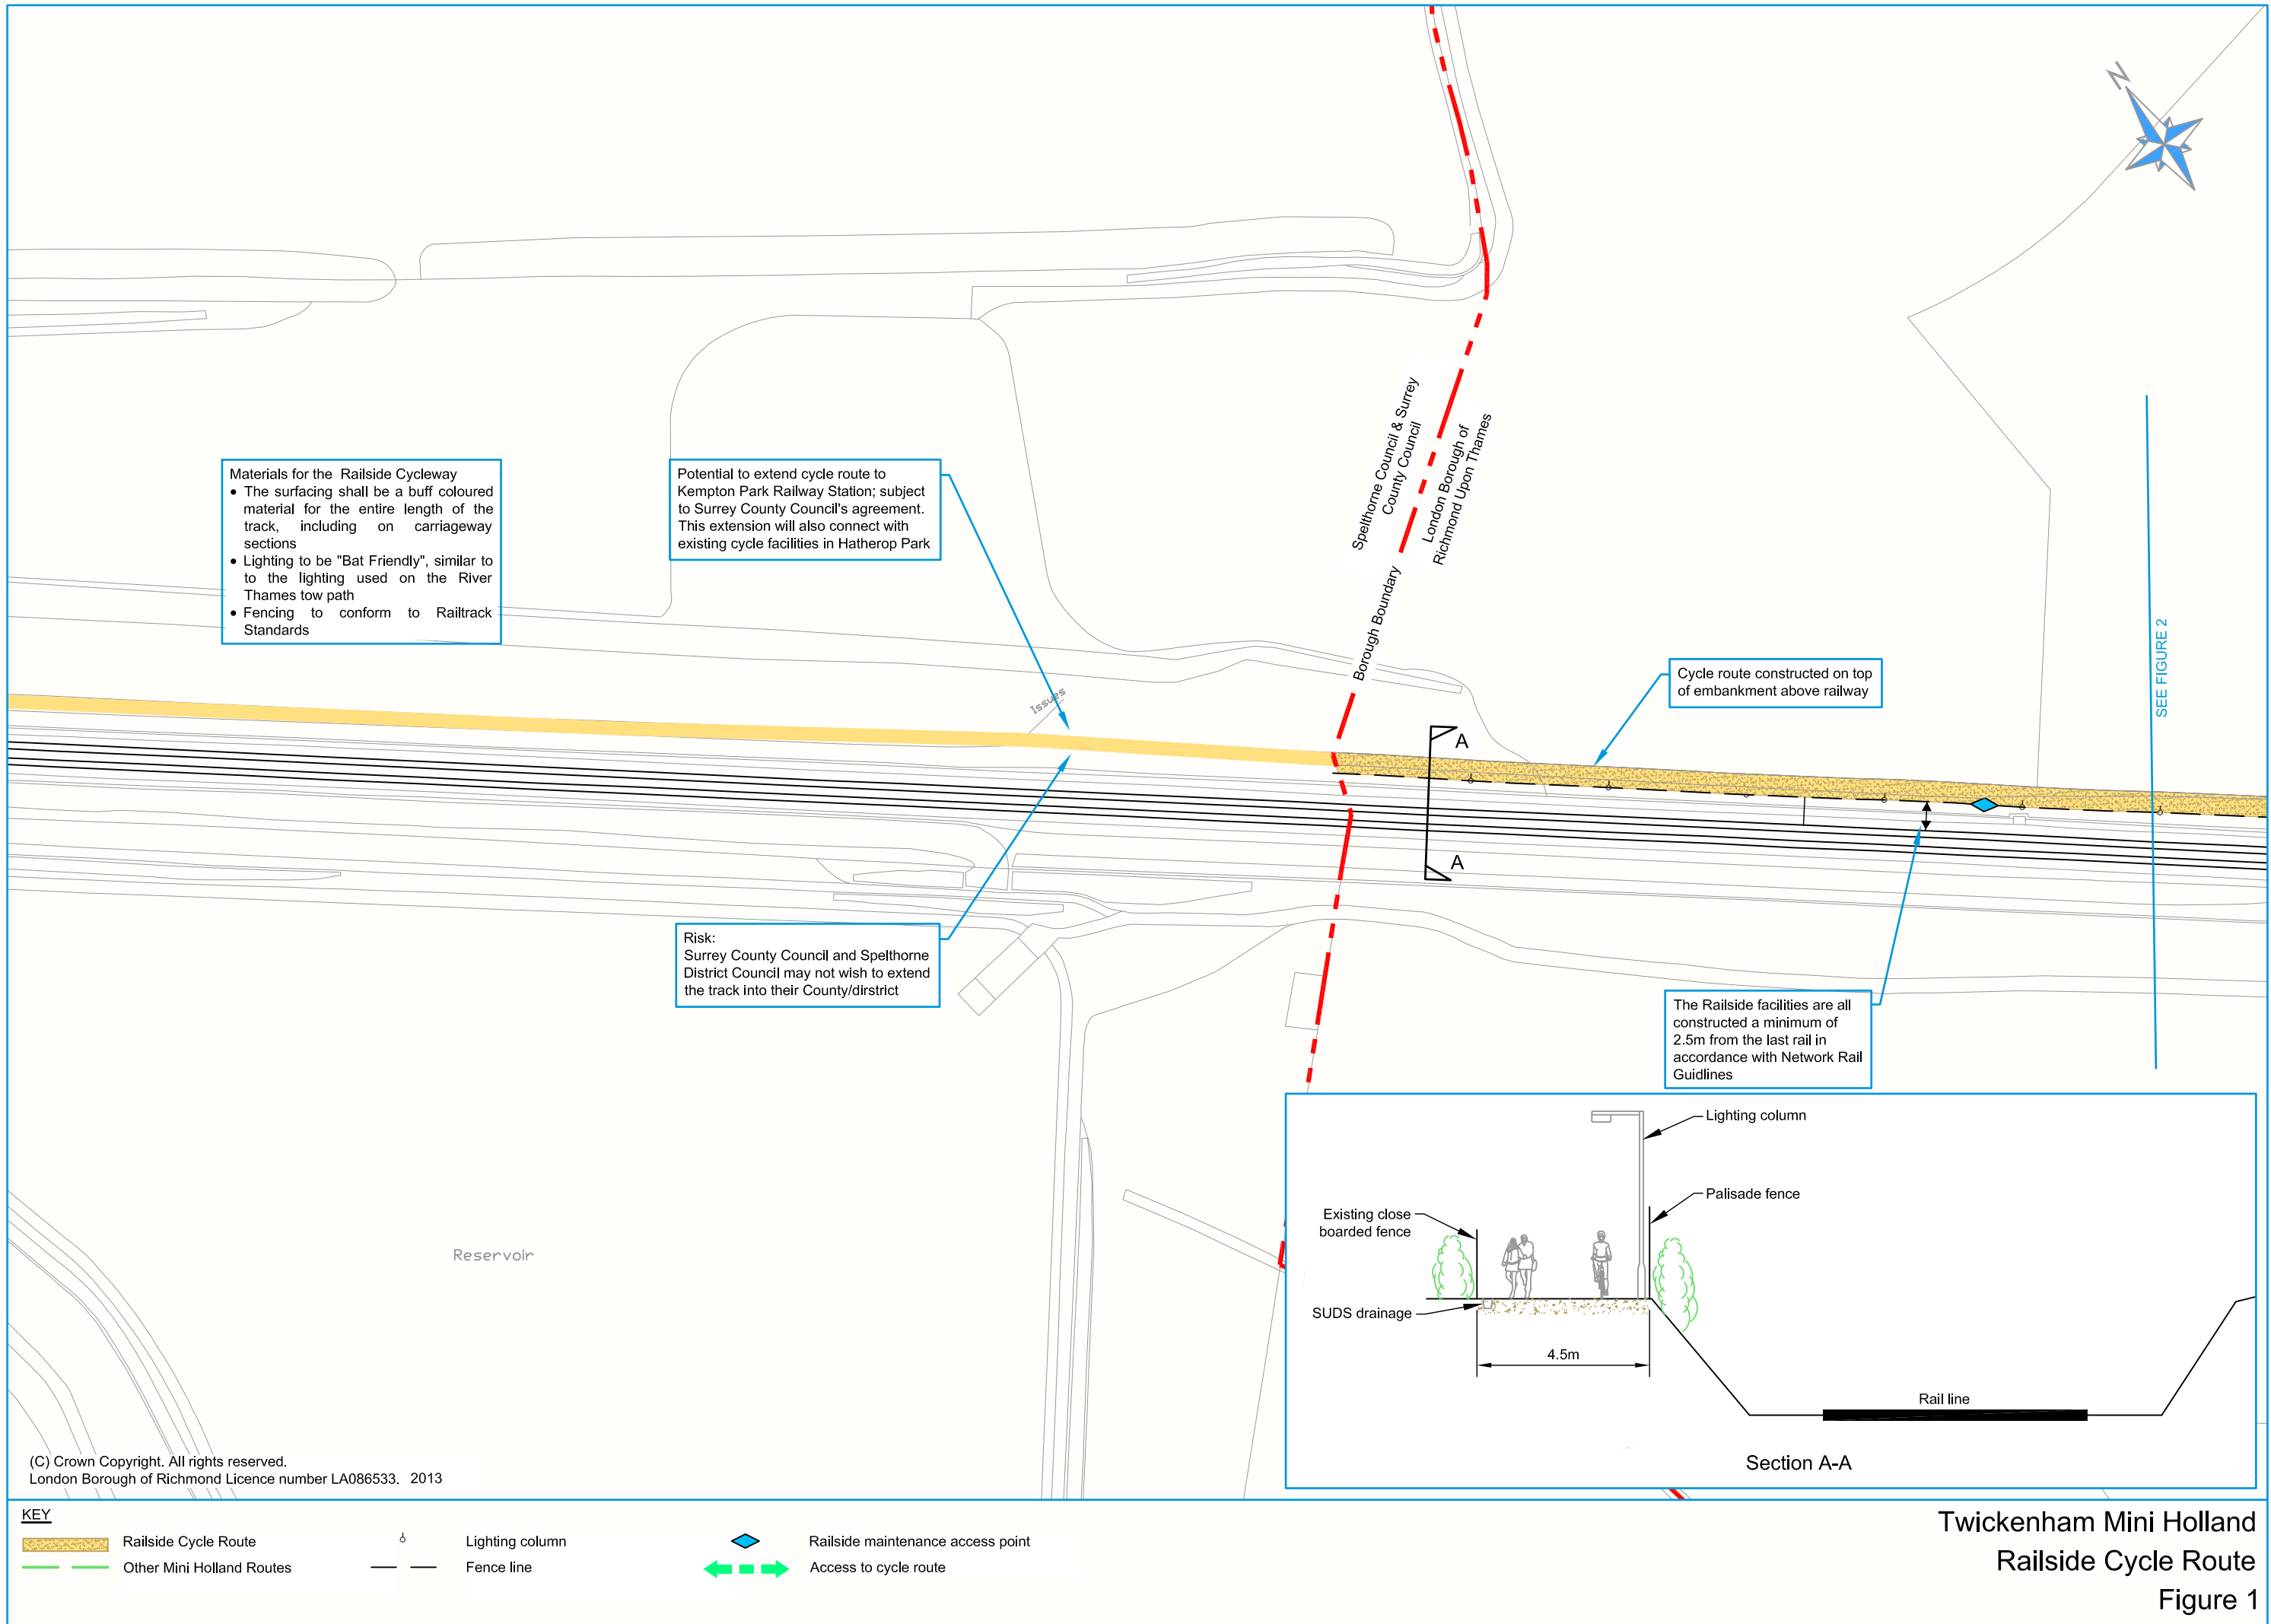 N
Materials for the Railside Cycleway
• The surfacing shall be a buff coloured
material for the entire length of the
track, including on carriageway
sections
• Lighting to be "Bat Friendly", similar to
to the lighting used on the River
Thames tow path
• Fencing to conform to Railtrack
Standards
Potential to extend cycle route to
Kempton Park Railway Station; subject
to Surrey County Council's agreement.
This extension will also connect with
existing cycle facilities in Hatherop Park
Spelthorne Council & Surrey
County Council
London Borough of
Richmond Upon Thames
Borough Boundary
Issues
Cycle route constructed on top
of embankment above railway
SEE FIGURE 2
A
A
Risk:
Surrey County Council and Spelthorne
District Council may not wish to extend
the track into their County/dirstrict
The Railside facilities are all
constructed a minimum of
2.5m from the last rail in
accordance with Network Rail
Guidlines
Reservoir
Lighting column
Palisade fence
Existing close
boarded fence
SUDS drainage
4.5m
Rail line
Section A-A
(C) Crown Copyright. All rights reserved.
London Borough of Richmond Licence number LA086533. 2013
KEY
Railside Cycle Route
Other Mini Holland Routes
Lighting column
Fence line
Railside maintenance access point
Access to cycle route
Twickenham Mini Holland
Railside Cycle Route
Figure 1